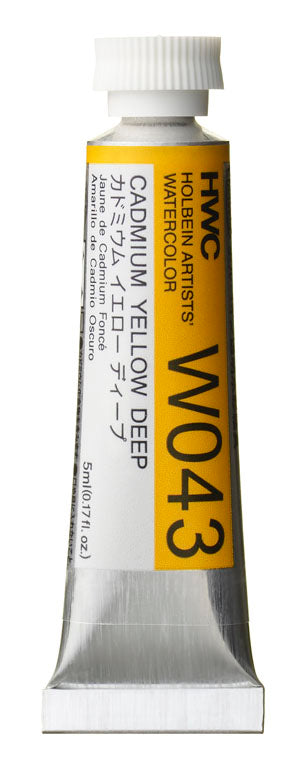 HWC
HOLBEIN ARTISTS'
WATERCOLOR
W043
CADMIUM YELLOW DEEP
カドミウム イエロー ディープ
Jaune de Cadmium Foncé
Amarillo de Cadmio Oscuro
5ml(0.17fl. oz.)